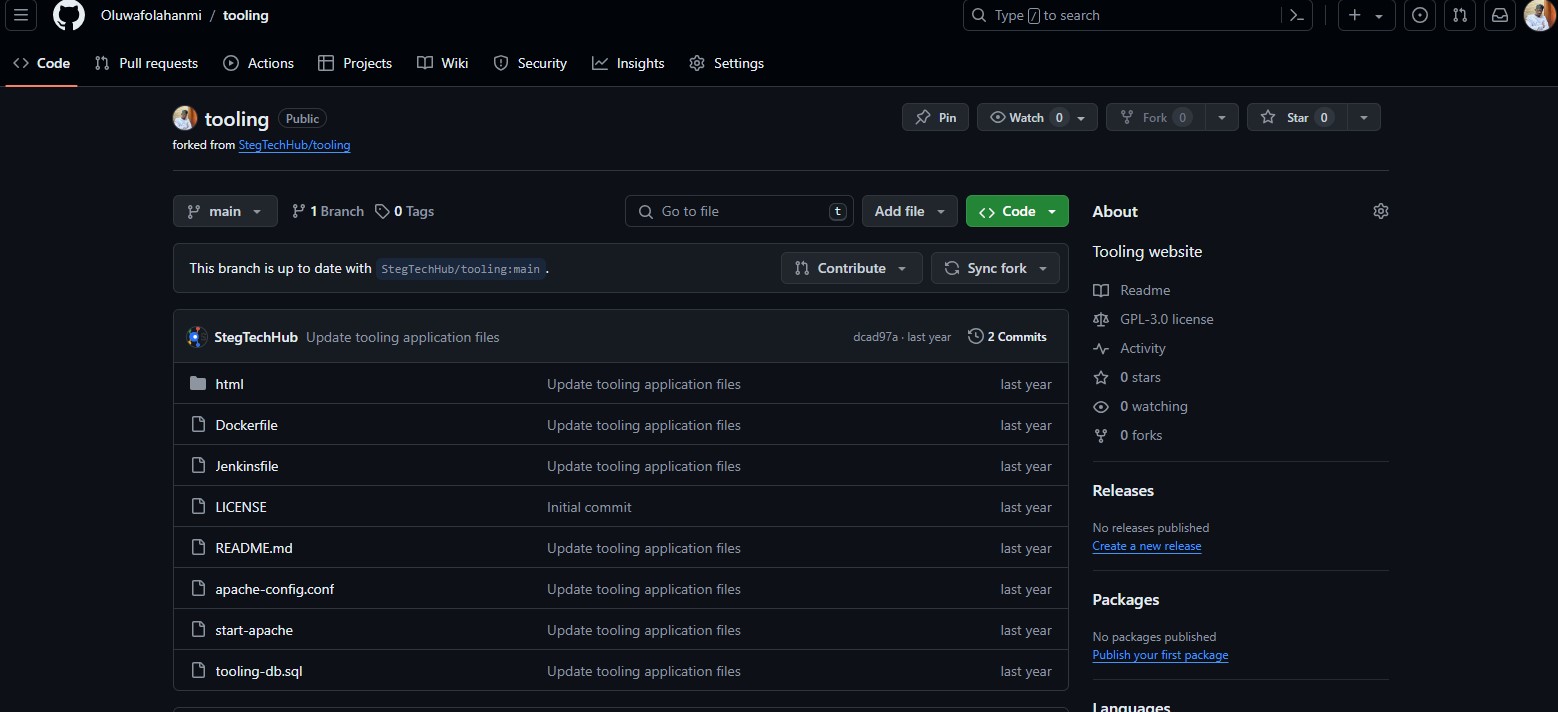 Oluwafolahanmi / tooling
Type / to search
Code Pull requests Actions Projects Wiki Security Insights Settings
tooling Public
Pin Watch 0 Fork 0 Star 0
forked from StegTechHub/tooling
main 1 Branch 0 Tags Go to file t Add file Code
This branch is up to date with StegTechHub/tooling:main .
Contribute Sync fork
StegTechHub Update tooling application files dcad97a · last year 2 Commits
html Update tooling application files last year
Dockerfile Update tooling application files last year
Jenkinsfile Update tooling application files last year
LICENSE Initial commit last year
README.md Update tooling application files last year
apache-config.conf Update tooling application files last year
start-apache Update tooling application files last year
tooling-db.sql Update tooling application files last year
About
Tooling website
Readme
GPL-3.0 license
Activity
0 stars
0 watching
0 forks
Releases
No releases published
Create a new release
Packages
No packages published
Publish your first package
Languages